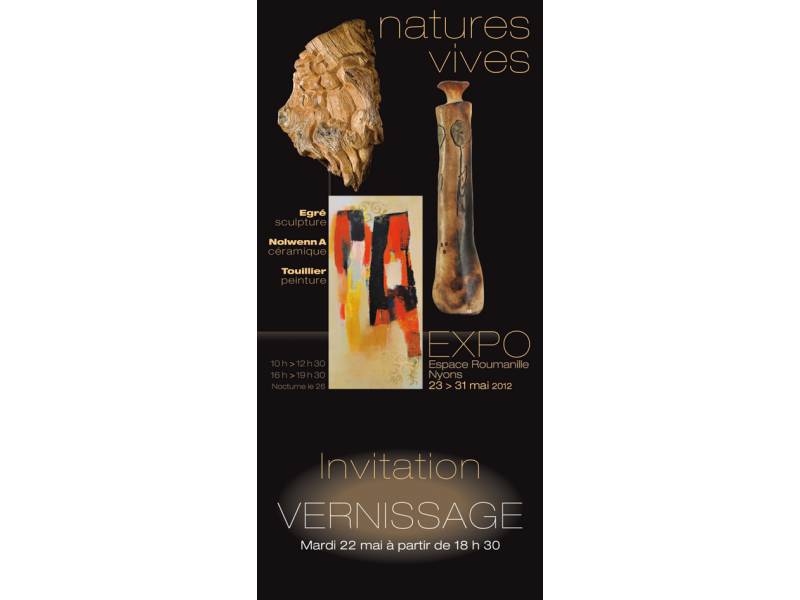 natures
vives
Egré
sculpture
Nolwenn A
céramique
Touillier
peinture
10 h > 12 h 30
16 h > 19 h 30
Nocturne le 26
EXPO
Espace Roumanille
Nyons
23 > 31 mai 2012
Invitation
VERNISSAGE
Mardi 22 mai à partir de 18 h 30